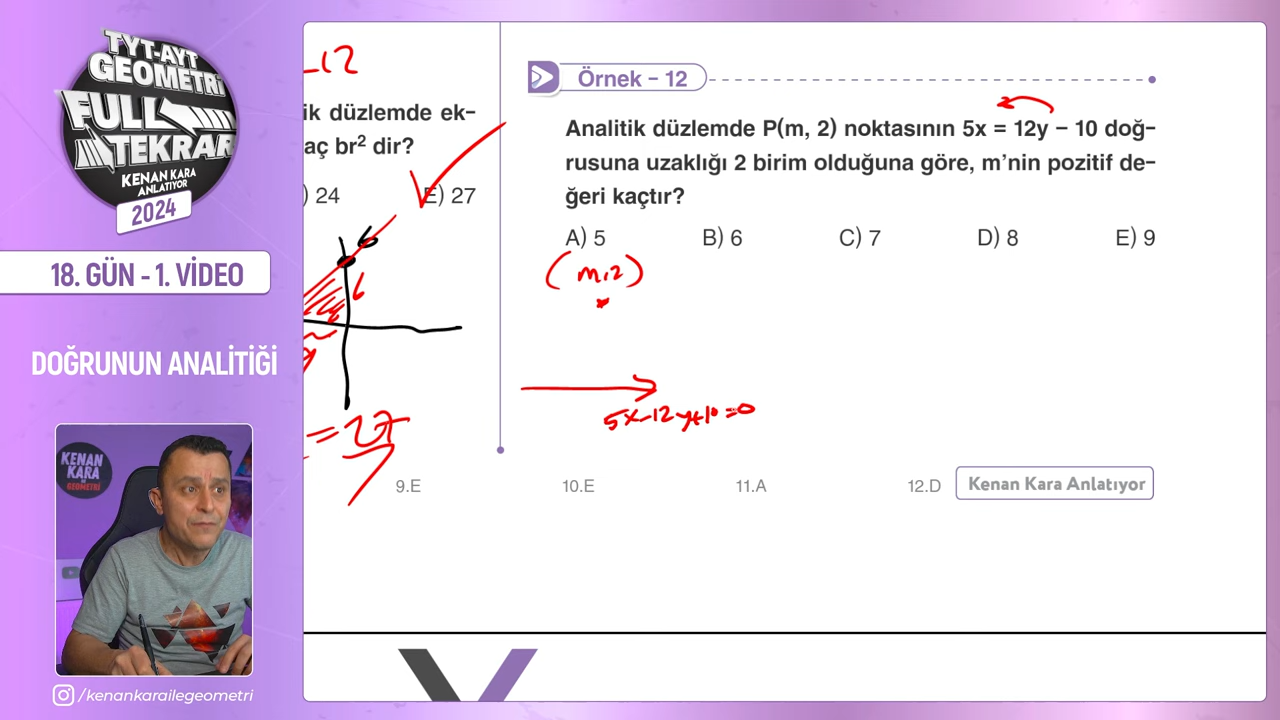 TYT-AYT
GEOMETRİ
FULL
TEKRAR
KENAN KARA
ANLATIYOR
2024
18. GÜN - 1. VİDEO
DOĞRUNUN ANALİTİĞİ
KENAN
KARA
GEOMETRİ
/kenankarailegeometri
-12
ik düzlemde ek-
aç br² dir?
) 24 E) 27
6
6
= 27
Örnek - 12
Analitik düzlemde P(m, 2) noktasının 5x = 12y - 10 doğ-
rusuna uzaklığı 2 birim olduğuna göre, m'nin pozitif de-
ğeri kaçtır?
A) 5 B) 6 C) 7 D) 8 E) 9
(m,2)
5x-12y+10=0
9.E 10.E 11.A 12.D Kenan Kara Anlatıyor